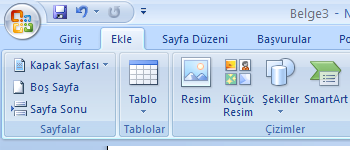 Belge3 -
Giriş Ekle Sayfa Düzeni Başvurular
Kapak Sayfası
Boş Sayfa
Sayfa Sonu
Tablo
Resim
Küçük
Resim
Şekiller
SmartArt
Sayfalar Tablolar Çizimler